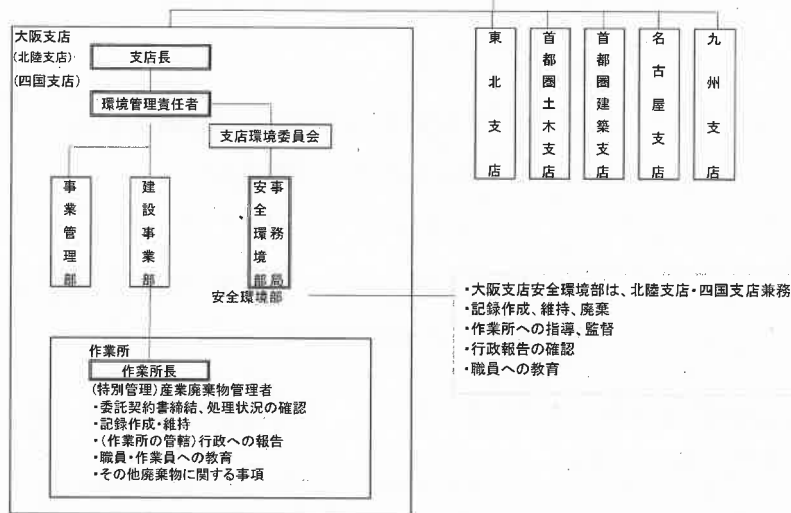 大阪支店
(北陸支店)
(四国支店)
支店長
環境管理責任者
支店環境委員会
事業管理部
建設事業部
事務局
安全環境部
安全環境部
東北支店
首都圏土木支店
首都圏建築支店
名古屋支店
九州支店
・大阪支店安全環境部は、北陸支店・四国支店兼務
・記録作成、維持、廃棄
・作業所への指導、監督
・行政報告の確認
・職員への教育
作業所
作業所長
(特別管理)産業廃棄物管理者
・委託契約書締結、処理状況の確認
・記録作成・維持
・(作業所の管轄)行政への報告
・職員・作業員への教育
・その他廃棄物に関する事項